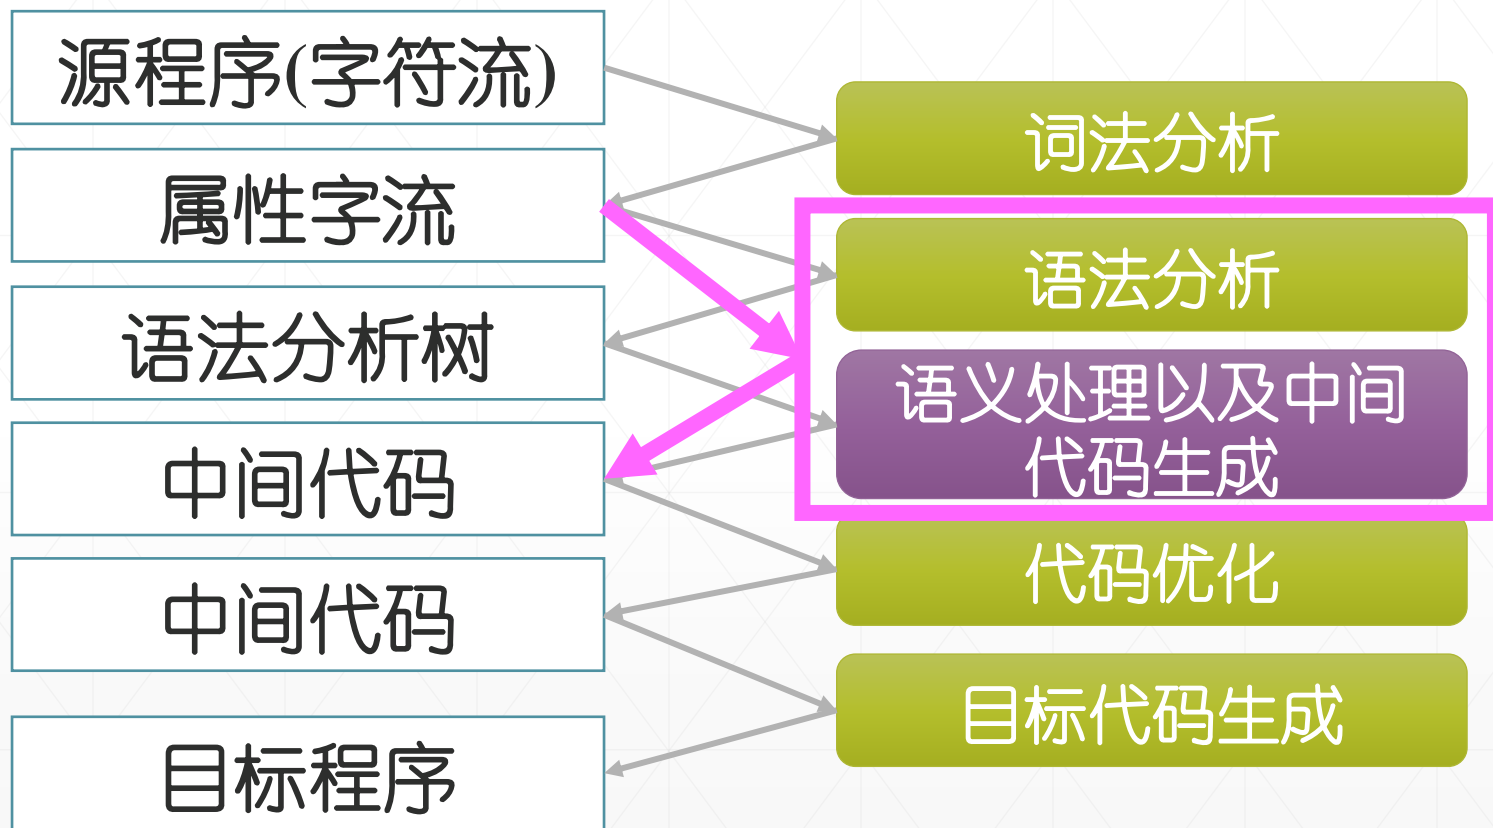 源程序(字符流)
属性字流
语法分析树
中间代码
中间代码
目标程序
词法分析
语法分析
语义处理以及中间
代码生成
代码优化
目标代码生成